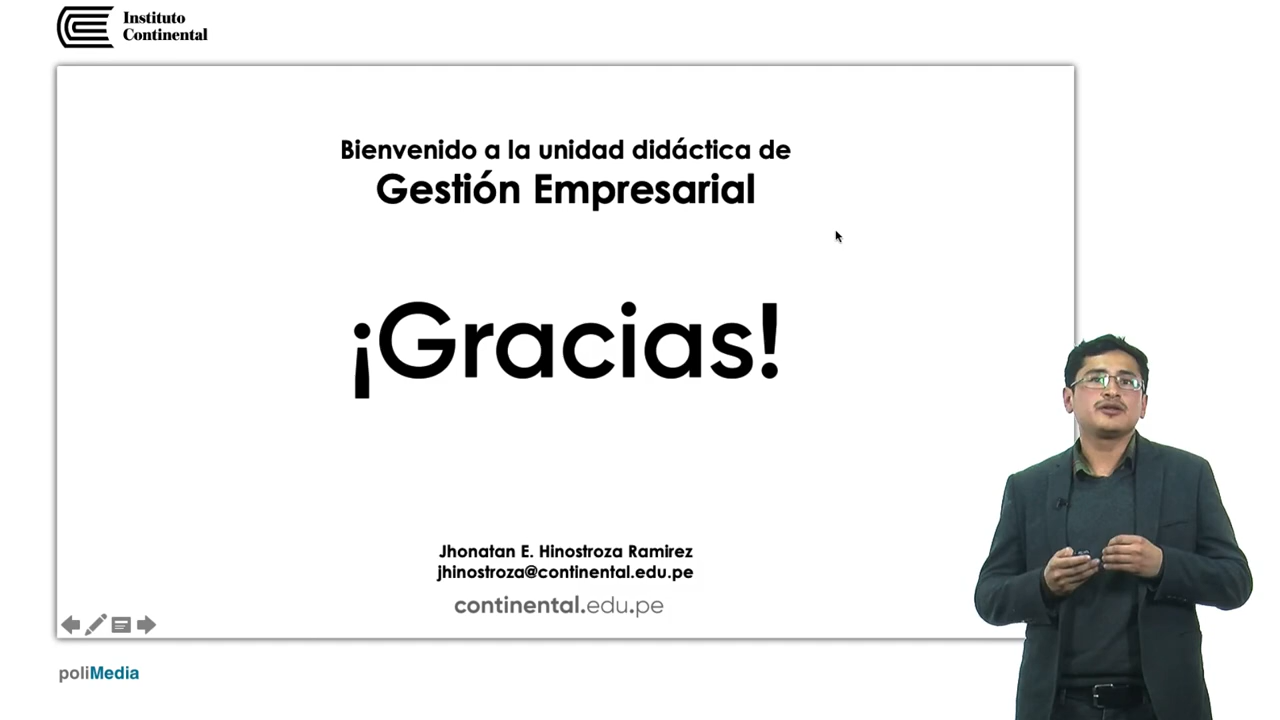 Instituto
Continental
Bienvenido a la unidad didáctica de
Gestión Empresarial
¡Gracias!
Jhonatan E. Hinostroza Ramirez
jhinostroza@continental.edu.pe
continental.edu.pe
poliMedia